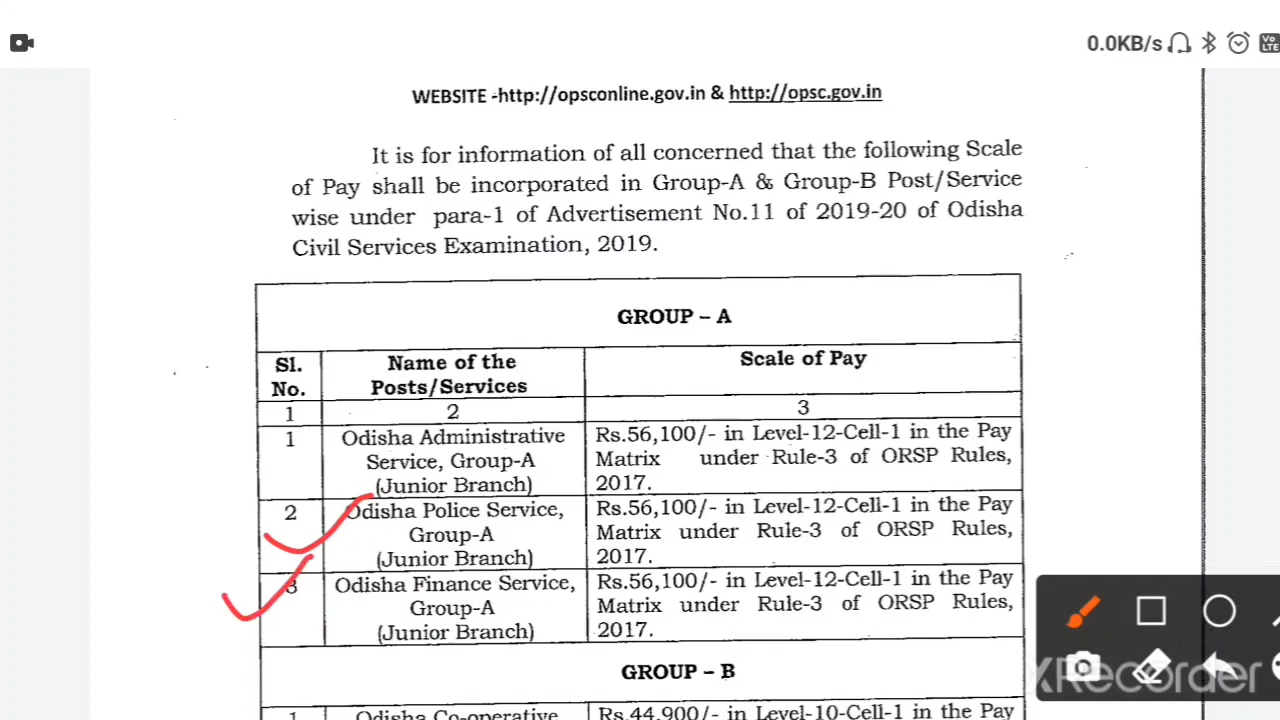 0.0KB/s
Vo LTE
WEBSITE -http://opsconline.gov.in & http://opsc.gov.in
It is for information of all concerned that the following Scale
of Pay shall be incorporated in Group-A & Group-B Post/Service
wise under para-1 of Advertisement No.11 of 2019-20 of Odisha
Civil Services Examination, 2019.
GROUP – A
Sl. No.
Name of the Posts/Services
Scale of Pay
1
2
3
1
Odisha Administrative
Service, Group-A
(Junior Branch)
Rs.56,100/- in Level-12-Cell-1 in the Pay
Matrix under Rule-3 of ORSP Rules,
2017.
2
Odisha Police Service,
Group-A
(Junior Branch)
Rs.56,100/- in Level-12-Cell-1 in the Pay
Matrix under Rule-3 of ORSP Rules,
2017.
3
Odisha Finance Service,
Group-A
(Junior Branch)
Rs.56,100/- in Level-12-Cell-1 in the Pay
Matrix under Rule-3 of ORSP Rules,
2017.
GROUP – B
1
Odisha Co-operative
Rs.44,900/- in Level-10-Cell-1 in the Pay
XRecorder